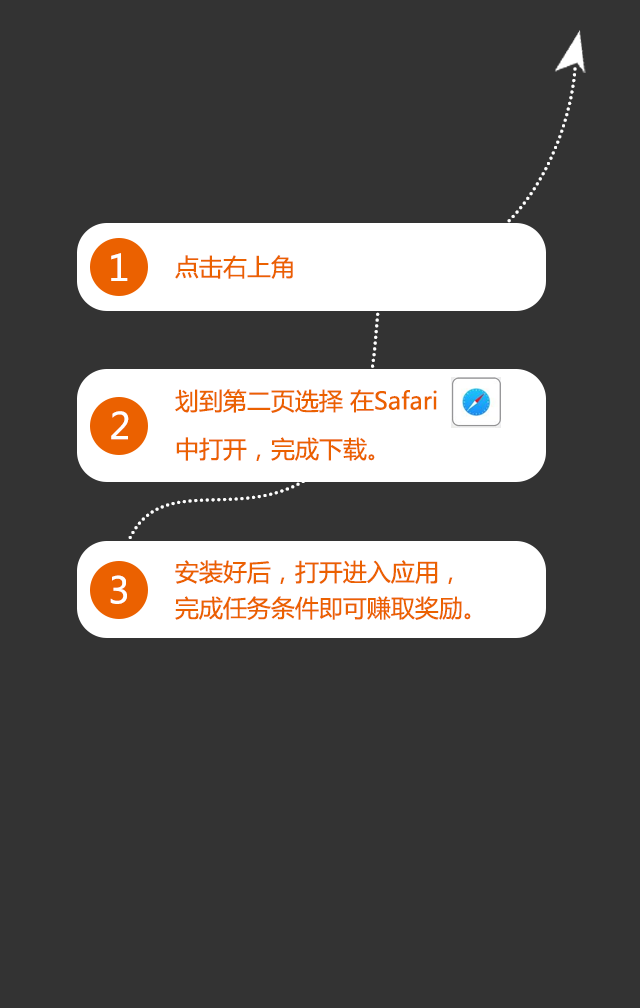 1
点击右上角
2
划到第二页选择 在Safari
中打开，完成下载。
3
安装好后，打开进入应用，
完成任务条件即可赚取奖励。